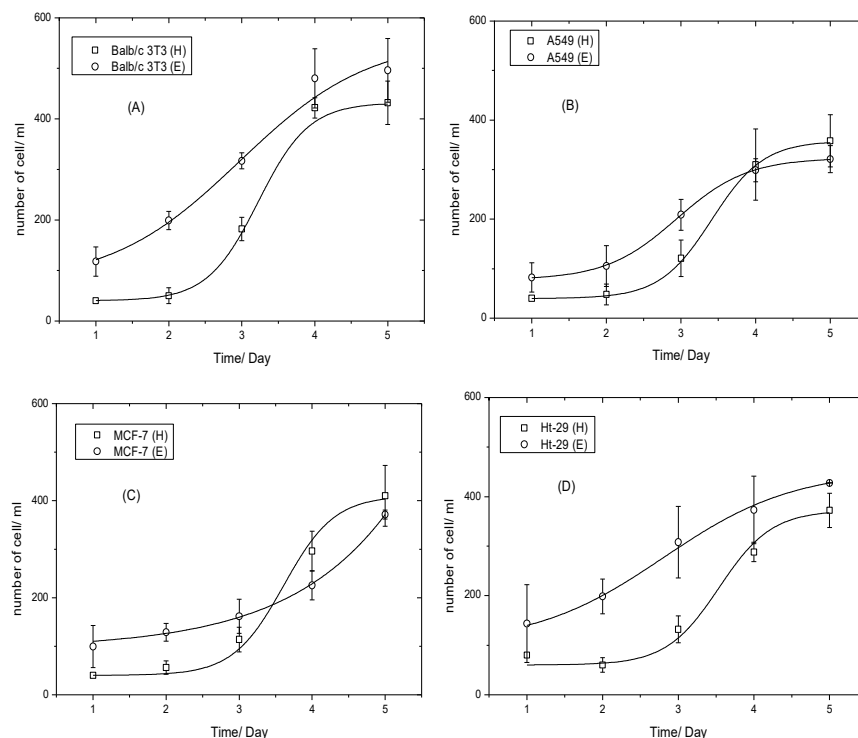 600
400
200
0
number of cell/ ml
Balb/c 3T3 (H)
Balb/c 3T3 (E)
(A)
1 2 3 4 5
Time/ Day
600
400
200
0
number of cell/ ml
A549 (H)
A549 (E)
(B)
1 2 3 4 5
Time/ Day
600
400
200
0
number of cell/ ml
MCF-7 (H)
MCF-7 (E)
(C)
1 2 3 4 5
Time/ Day
600
400
200
0
number of cell/ ml
Ht-29 (H)
Ht-29 (E)
(D)
1 2 3 4 5
Time/ Day